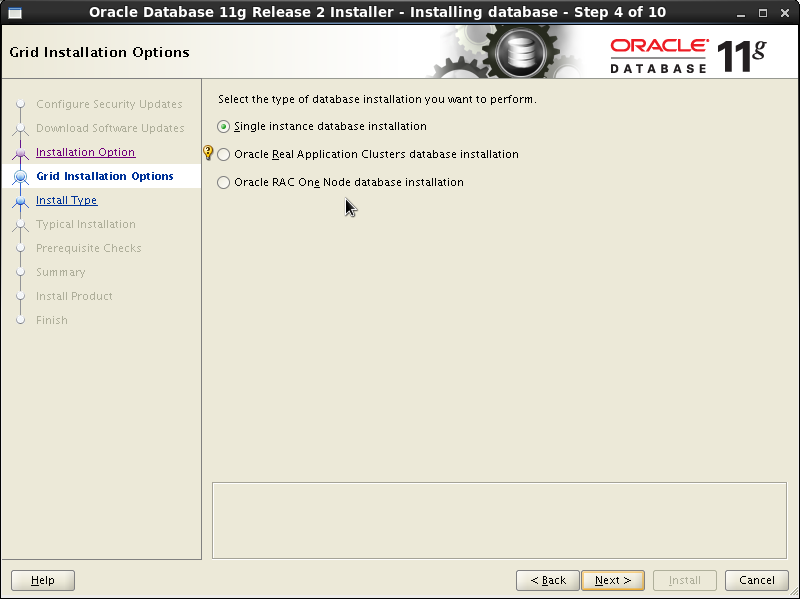 Oracle Database 11g Release 2 Installer - Installing database - Step 4 of 10
Grid Installation Options
ORACLE
DATABASE
11g
Configure Security Updates
Download Software Updates
Installation Option
Grid Installation Options
Install Type
Typical Installation
Prerequisite Checks
Summary
Install Product
Finish
Select the type of database installation you want to perform.
Single instance database installation
Oracle Real Application Clusters database installation
Oracle RAC One Node database installation
Help
< Back
Next >
Install
Cancel